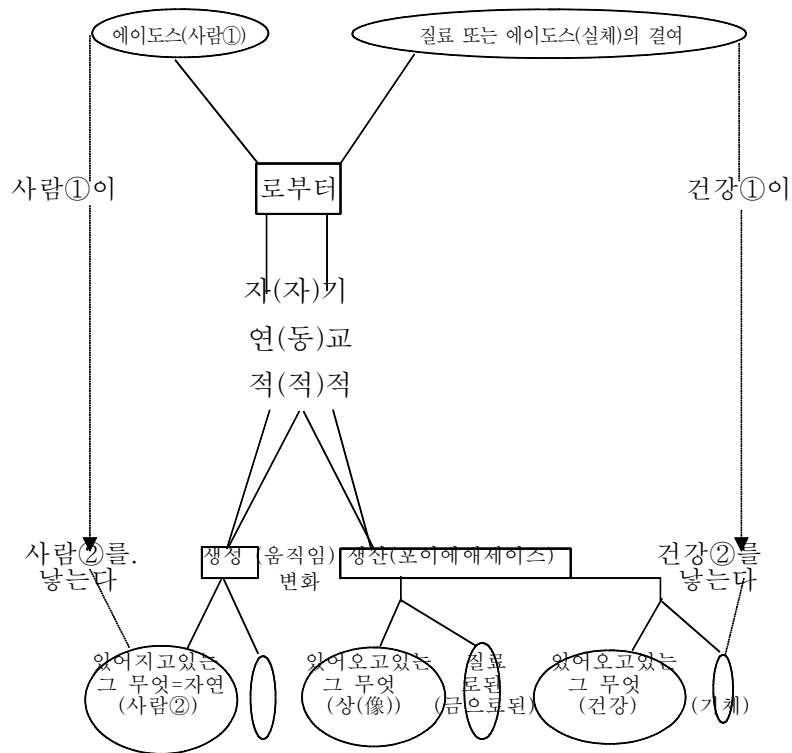 에이도스(사람①)
질료 또는 에이도스(실체)의 결여
사람①이
로부터
건강①이
자(자)기
연(동)교
적(적)적
사람②를.
낳는다
생성
(움직임)
변화
생산(포이에애세이스)
건강②를
낳는다
있어지고있는
그 무엇=자연
(사람②)
있어오고있는
그 무엇
(상(像))
질료
로된
(금으로된)
있어오고있는
그 무엇
(건강)
(기체)